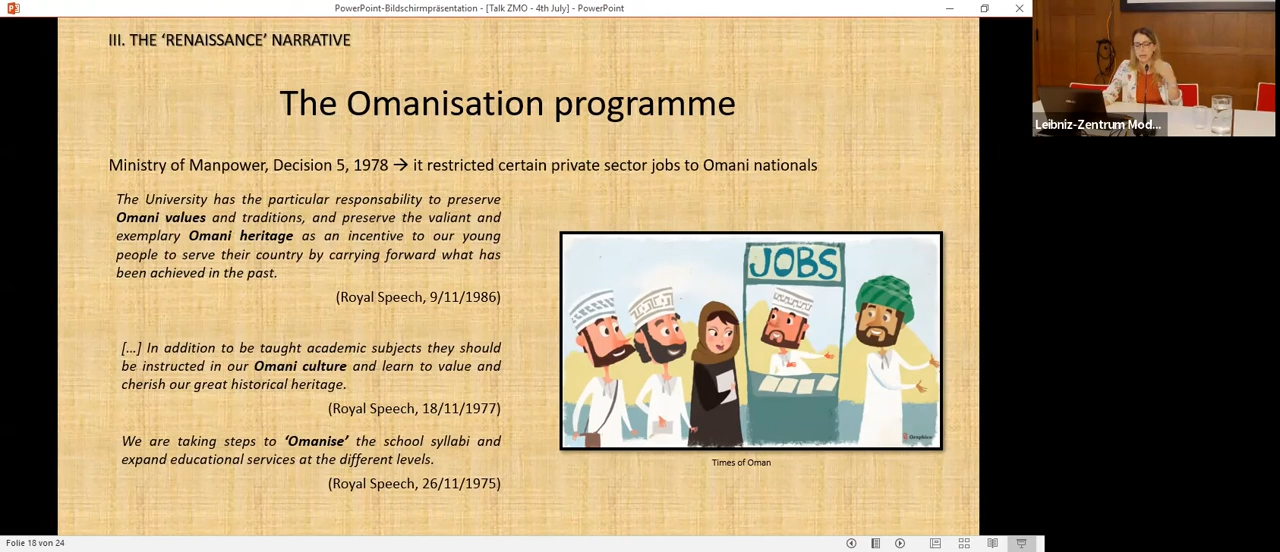 PowerPoint-Bildschirmpräsentation - [Talk ZMO - 4th July] - PowerPoint
III. THE ‘RENAISSANCE’ NARRATIVE
The Omanisation programme
Ministry of Manpower, Decision 5, 1978 → it restricted certain private sector jobs to Omani nationals
The University has the particular responsability to preserve
Omani values and traditions, and preserve the valiant and
exemplary Omani heritage as an incentive to our young
people to serve their country by carrying forward what has
been achieved in the past.
(Royal Speech, 9/11/1986)
[...] In addition to be taught academic subjects they should
be instructed in our Omani culture and learn to value and
cherish our great historical heritage.
(Royal Speech, 18/11/1977)
We are taking steps to ‘Omanise’ the school syllabi and
expand educational services at the different levels.
(Royal Speech, 26/11/1975)
JOBS
Times of Oman
Leibniz-Zentrum Mod...
Folie 18 von 24